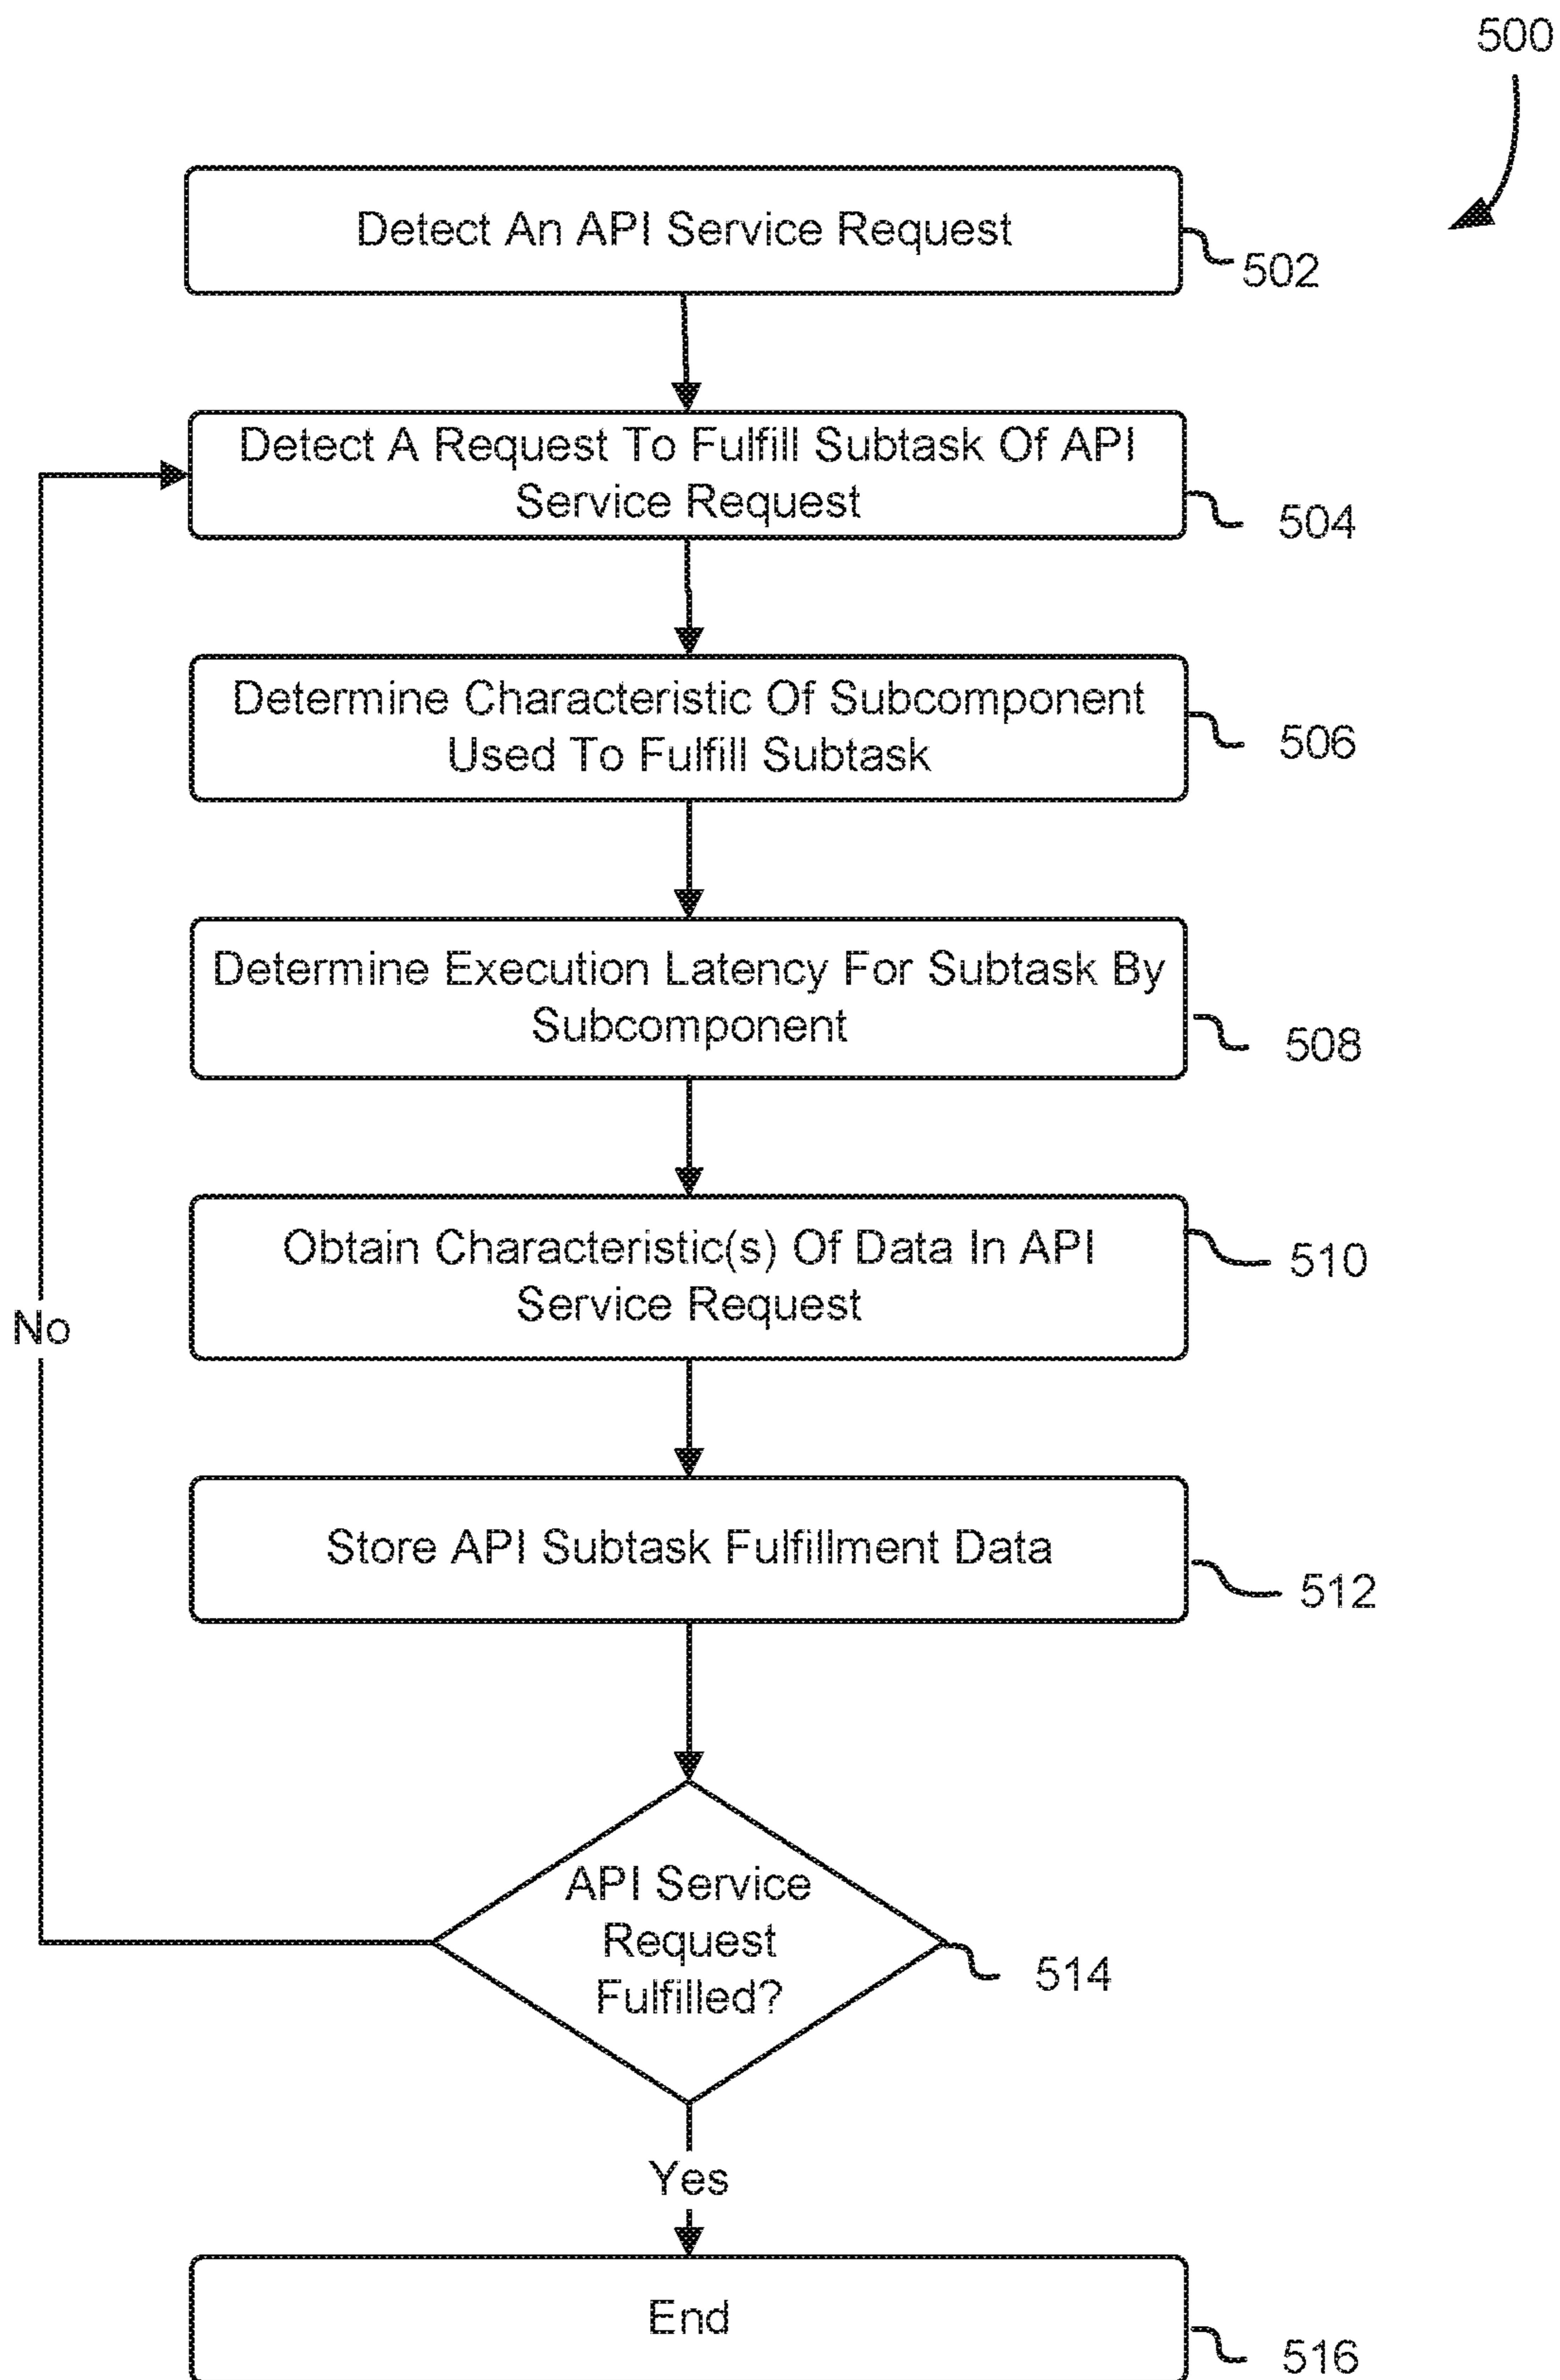 500
Detect An API Service Request
502
Detect A Request To Fulfill Subtask Of API
Service Request
504
Determine Characteristic Of Subcomponent
Used To Fulfill Subtask
506
Determine Execution Latency For Subtask By
Subcomponent
508
Obtain Characteristic(s) Of Data In API
Service Request
510
No
Store API Subtask Fulfillment Data
512
API Service
Request
Fulfilled?
514
Yes
End
516